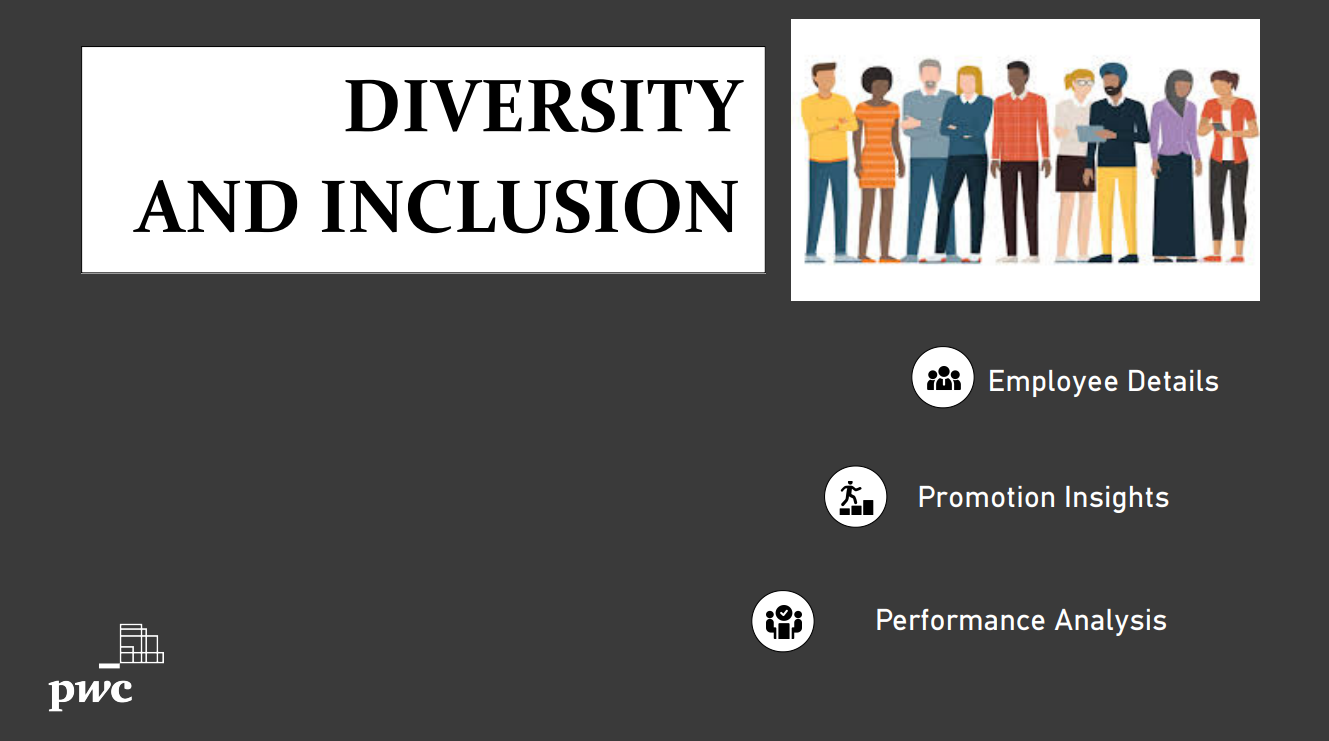 DIVERSITY
AND INCLUSION
Employee Details
Promotion Insights
Performance Analysis
pwc